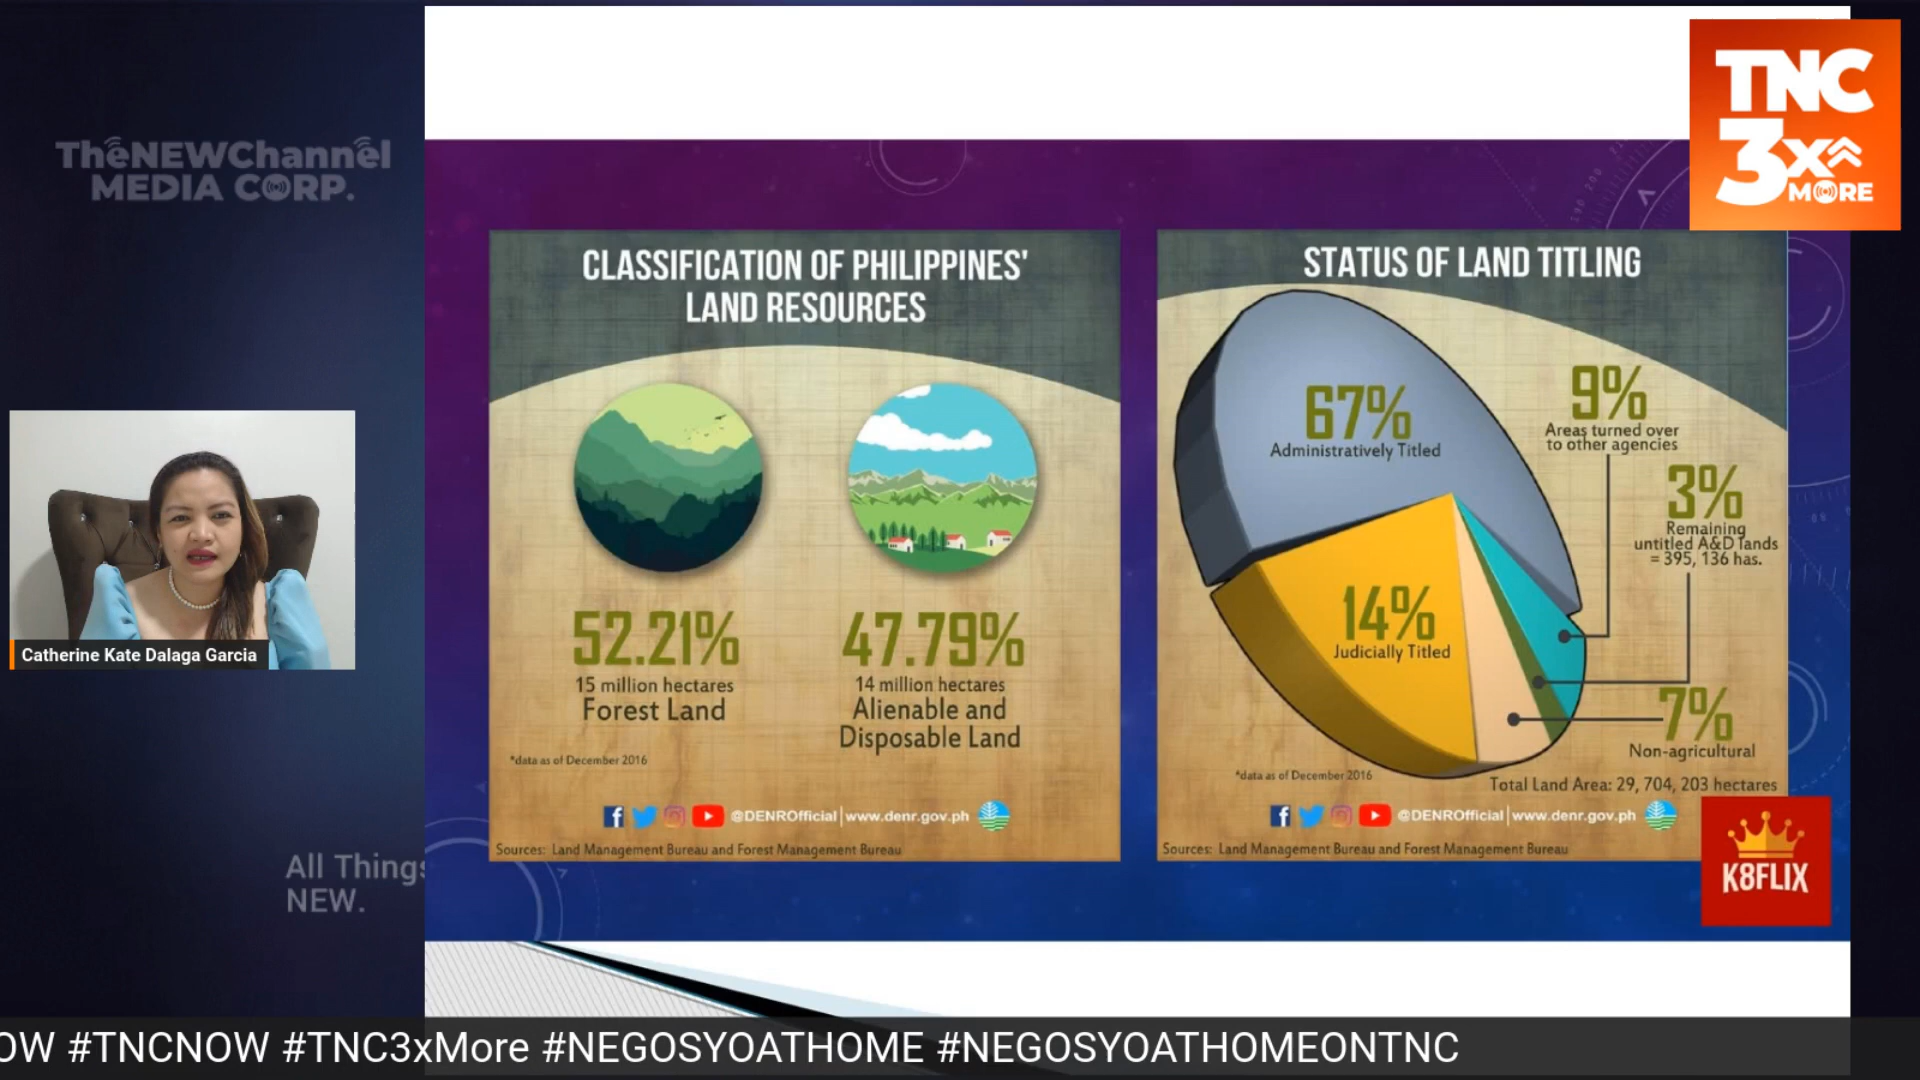 TheNEWChannel
MEDIA CORP.
Catherine Kate Dalaga Garcia
All Things
NEW.
CLASSIFICATION OF PHILIPPINES'
LAND RESOURCES
52.21%
15 million hectares
Forest Land
47.79%
14 million hectares
Alienable and
Disposable Land
*data as of December 2016
@DENROfficial | www.denr.gov.ph
Sources: Land Management Bureau and Forest Management Bureau
STATUS OF LAND TITLING
67%
Administratively Titled
9%
Areas turned over
to other agencies
3%
Remaining
untitled A&D lands
= 395, 136 has.
14%
Judicially Titled
7%
Non-agricultural
*data as of December 2016
Total Land Area: 29, 704, 203 hectares
@DENROfficial | www.denr.gov.ph
Sources: Land Management Bureau and Forest Management Bureau
TNC
3x
MORE
K8FLIX
OW #TNCNOW #TNC3xMore #NEGOSYOATHOME #NEGOSYOATHOMEONTNC